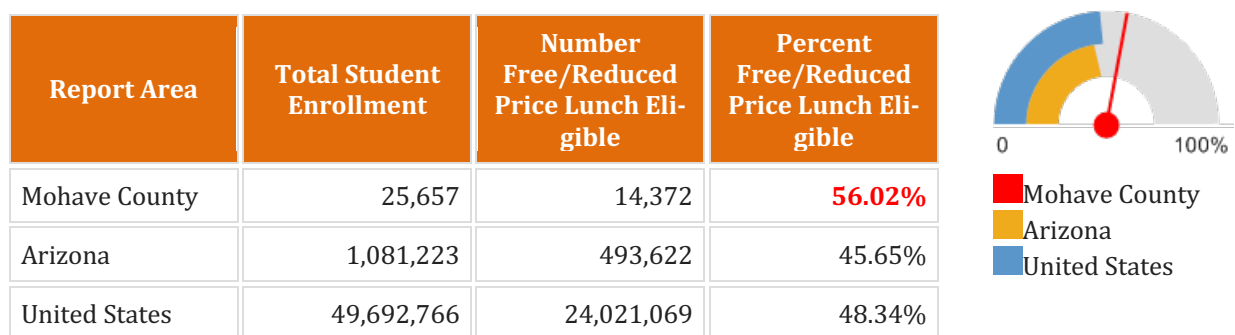 Report Area
Total Student
Enrollment
Number
Free/Reduced
Price Lunch Eli-
gible
Percent
Free/Reduced
Price Lunch Eli-
gible
Mohave County 25,657 14,372 56.02%
Arizona 1,081,223 493,622 45.65%
United States 49,692,766 24,021,069 48.34%
0 100%
Mohave County
Arizona
United States